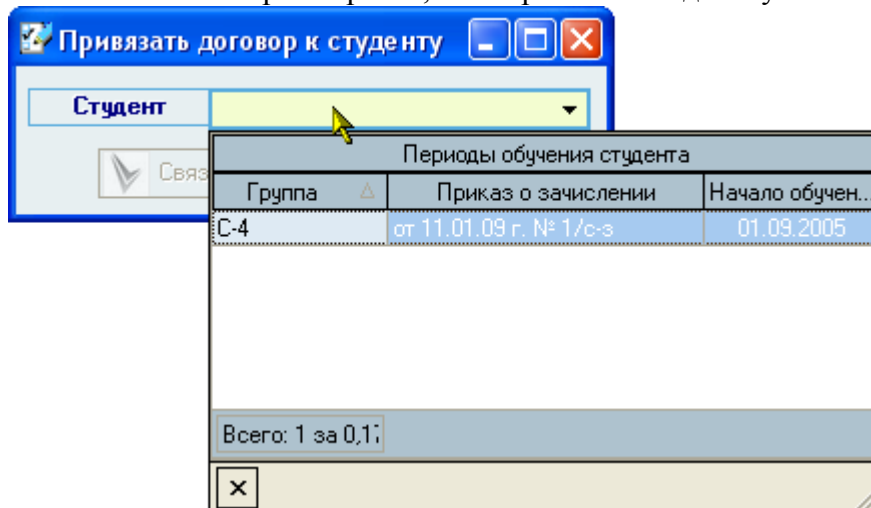 Привязать договор к студенту
Студент
Связ
Периоды обучения студента
Группа Приказ о зачислении Начало обучен...
С-4 от 11.01.09 г. № 1/с-з 01.09.2005
Всего: 1 за 0,1